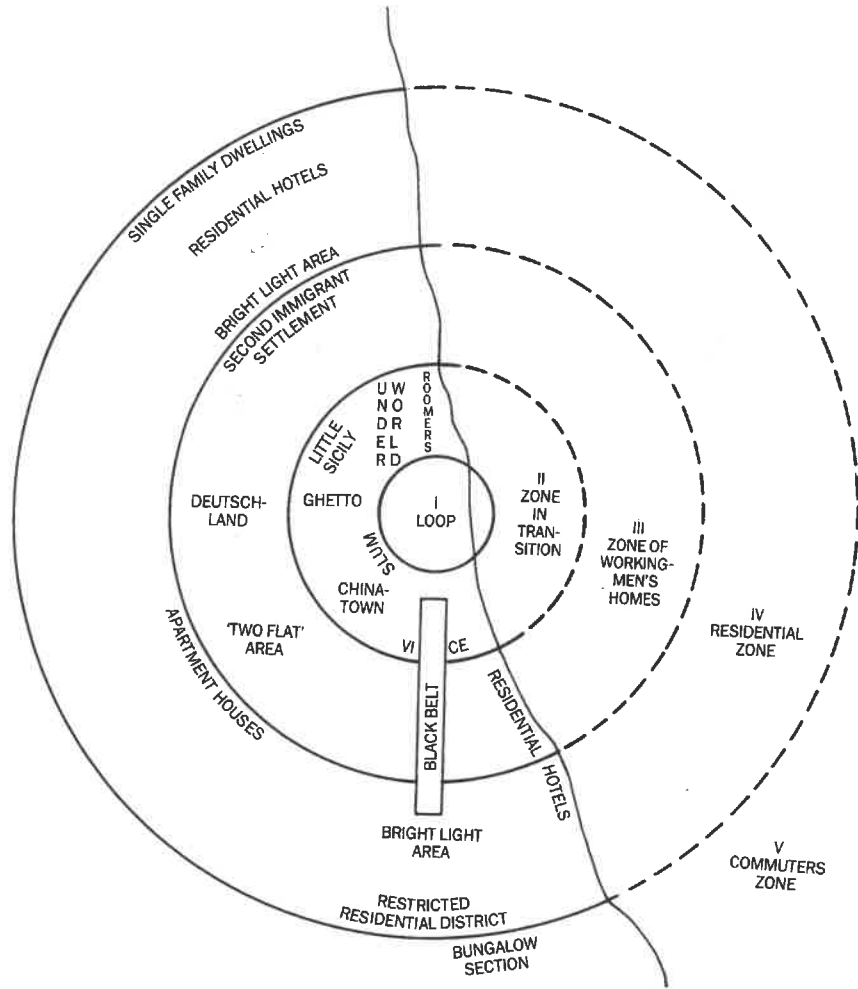 SINGLE FAMILY DWELLINGS
RESIDENTIAL HOTELS
BRIGHT LIGHT AREA
SECOND IMMIGRANT
SETTLEMENT
UNDER
WORLD
ROOMERS
LITTLE
SICILY
GHETTO
DEUTSCH-
LAND
I
LOOP
II
ZONE
IN
TRAN-
SITION
SLUM
CHINA-
TOWN
III
ZONE OF
WORKING-
MEN'S
HOMES
'TWO FLAT'
AREA
VICE
IV
RESIDENTIAL
ZONE
APARTMENT HOUSES
BLACK BELT
RESIDENTIAL HOTELS
BRIGHT LIGHT
AREA
V
COMMUTERS
ZONE
RESTRICTED
RESIDENTIAL DISTRICT
BUNGALOW
SECTION